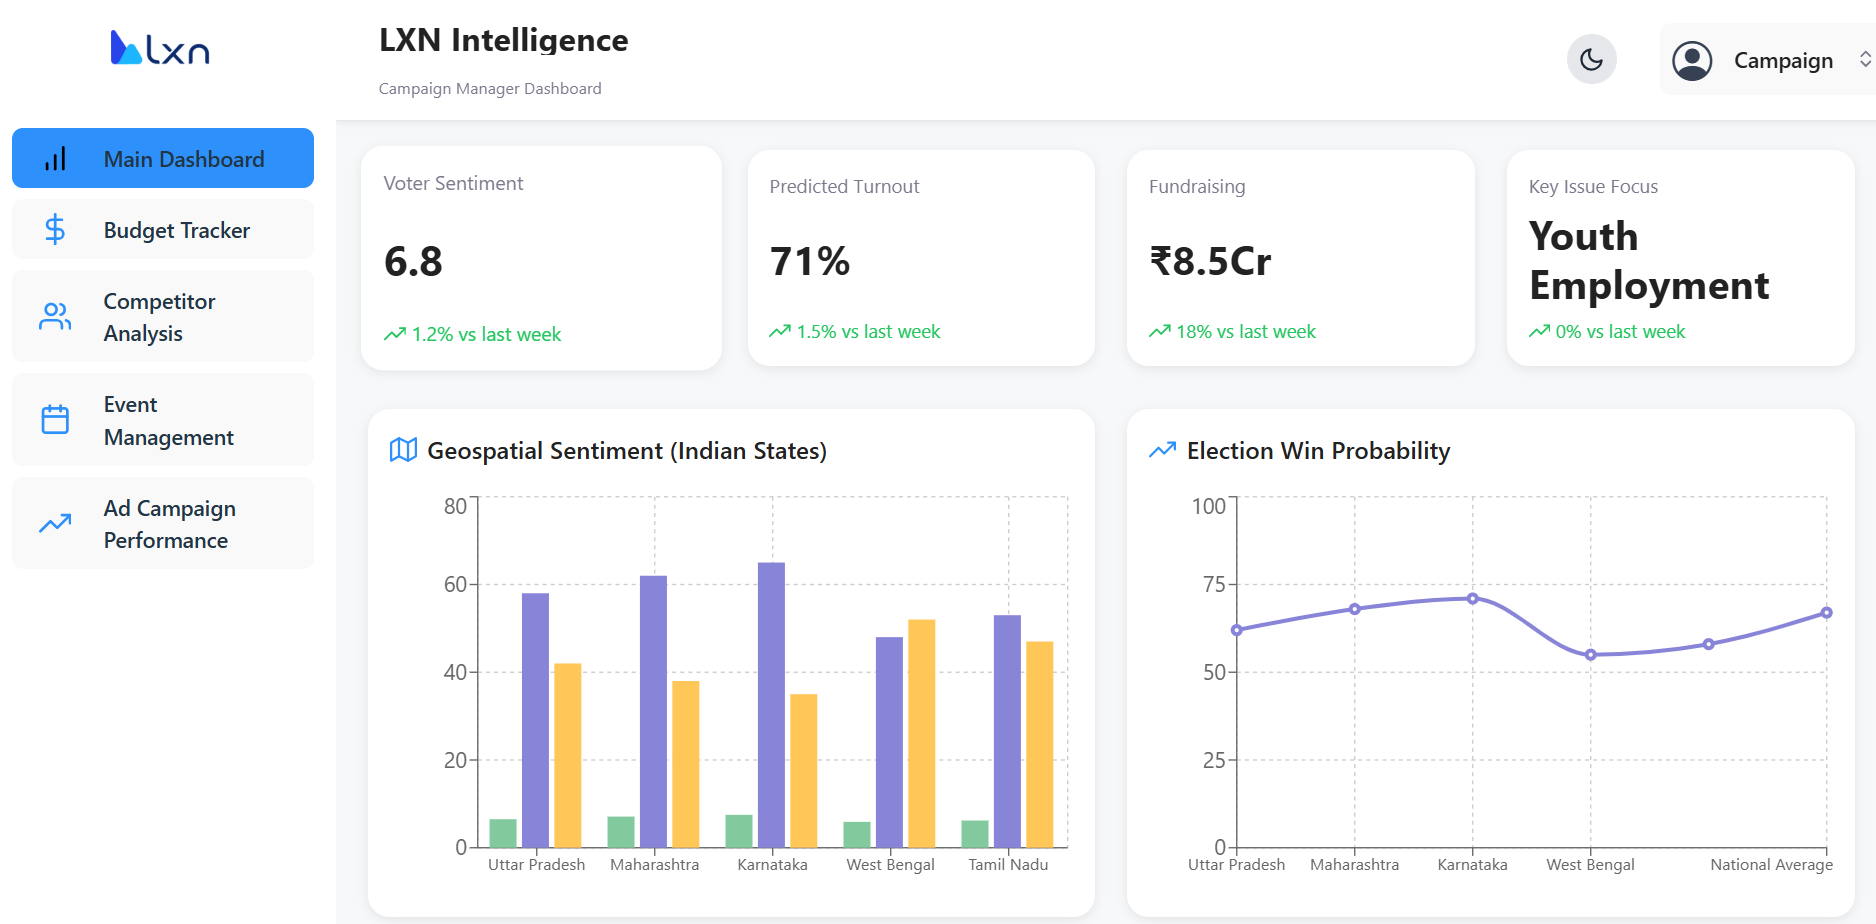 lxn
LXN Intelligence
Campaign Manager Dashboard
Campaign
Main Dashboard
Budget Tracker
Competitor
Analysis
Event
Management
Ad Campaign
Performance
Voter Sentiment
6.8
1.2% vs last week
Predicted Turnout
71%
1.5% vs last week
Fundraising
₹8.5Cr
18% vs last week
Key Issue Focus
Youth
Employment
0% vs last week
Geospatial Sentiment (Indian States)
80
60
40
20
0
Uttar Pradesh Maharashtra Karnataka West Bengal Tamil Nadu
Election Win Probability
100
75
50
25
0
Uttar Pradesh Maharashtra Karnataka West Bengal National Average